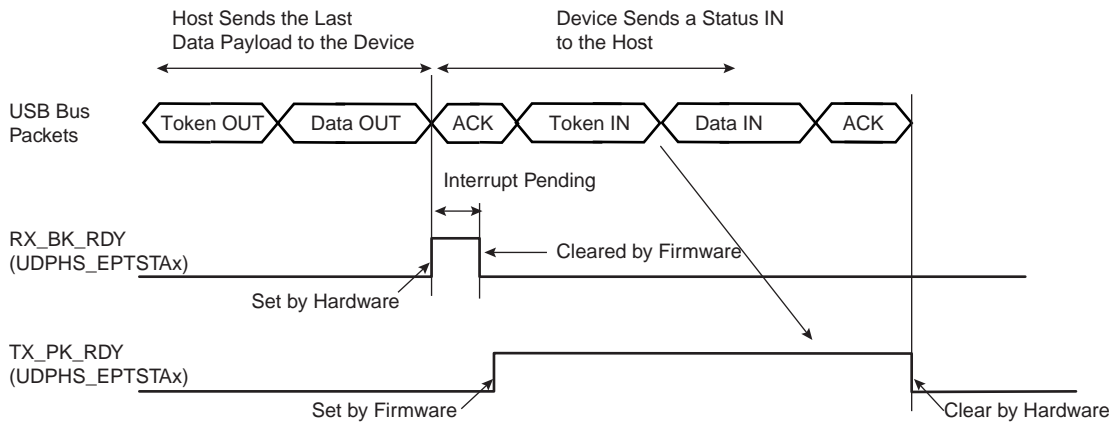 Host Sends the Last
Data Payload to the Device
Device Sends a Status IN
to the Host
USB Bus
Packets
Token OUT
Data OUT
ACK
Token IN
Data IN
ACK
Interrupt Pending
RX_BK_RDY
(UDPHS_EPTSTAx)
Cleared by Firmware
Set by Hardware
TX_PK_RDY
(UDPHS_EPTSTAx)
Set by Firmware
Clear by Hardware